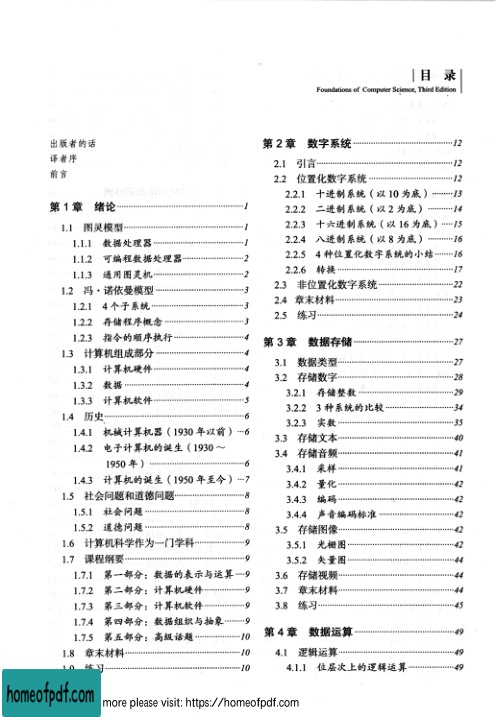 目 录
Foundations of Computer Science, Third Edition
出版者的话
译者序
前言
第1章 绪论 1
1.1 图灵模型 1
1.1.1 数据处理器 1
1.1.2 可编程数据处理器 2
1.1.3 通用图灵机 2
1.2 冯·诺依曼模型 3
1.2.1 4个子系统 3
1.2.2 存储程序概念 3
1.2.3 指令的顺序执行 4
1.3 计算机组成部分 4
1.3.1 计算机硬件 4
1.3.2 数据 4
1.3.3 计算机软件 5
1.4 历史 6
1.4.1 机械计算机器(1930年以前) 6
1.4.2 电子计算机的诞生(1930~
1950年) 6
1.4.3 计算机的诞生(1950年至今) 7
1.5 社会问题和道德问题 8
1.5.1 社会问题 8
1.5.2 道德问题 8
1.6 计算机科学作为一门学科 9
1.7 课程纲要 9
1.7.1 第一部分:数据的表示与运算 9
1.7.2 第二部分:计算机硬件 9
1.7.3 第三部分:计算机软件 9
1.7.4 第四部分:数据组织与抽象 9
1.7.5 第五部分:高级话题 10
1.8 章末材料 10
1.9 练习 10
第2章 数字系统 12
2.1 引言 12
2.2 位置化数字系统 12
2.2.1 十进制系统(以10为底) 13
2.2.2 二进制系统(以2为底) 14
2.2.3 十六进制系统(以16为底) 15
2.2.4 八进制系统(以8为底) 16
2.2.5 4种位置化数字系统的小结 16
2.2.6 转换 17
2.3 非位置化数字系统 22
2.4 章末材料 23
2.5 练习 24
第3章 数据存储 27
3.1 数据类型 27
3.2 存储数字 28
3.2.1 存储整数 29
3.2.2 3种系统的比较 34
3.2.3 实数 35
3.3 存储文本 40
3.4 存储音频 41
3.4.1 采样 41
3.4.2 量化 42
3.4.3 编码 42
3.4.4 声音编码标准 42
3.5 存储图像 42
3.5.1 光栅图 42
3.5.2 矢量图 44
3.6 存储视频 44
3.7 章末材料 44
3.8 练习 45
第4章 数据运算 49
4.1 逻辑运算 49
4.1.1 位层次上的逻辑运算 49
homeofpdf.com
more please visit: https://homeofpdf.com